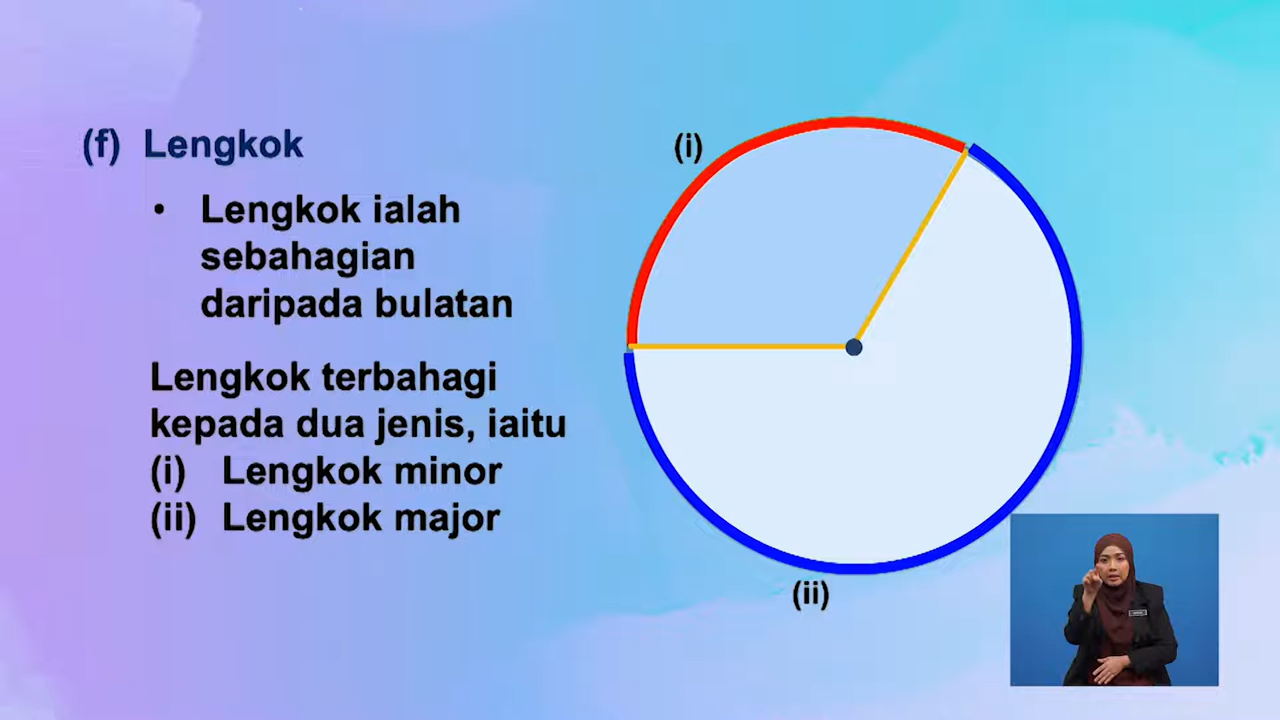 (f) Lengkok
• Lengkok ialah
sebahagian
daripada bulatan
Lengkok terbahagi
kepada dua jenis, iaitu
(i) Lengkok minor
(ii) Lengkok major
(i)
(ii)